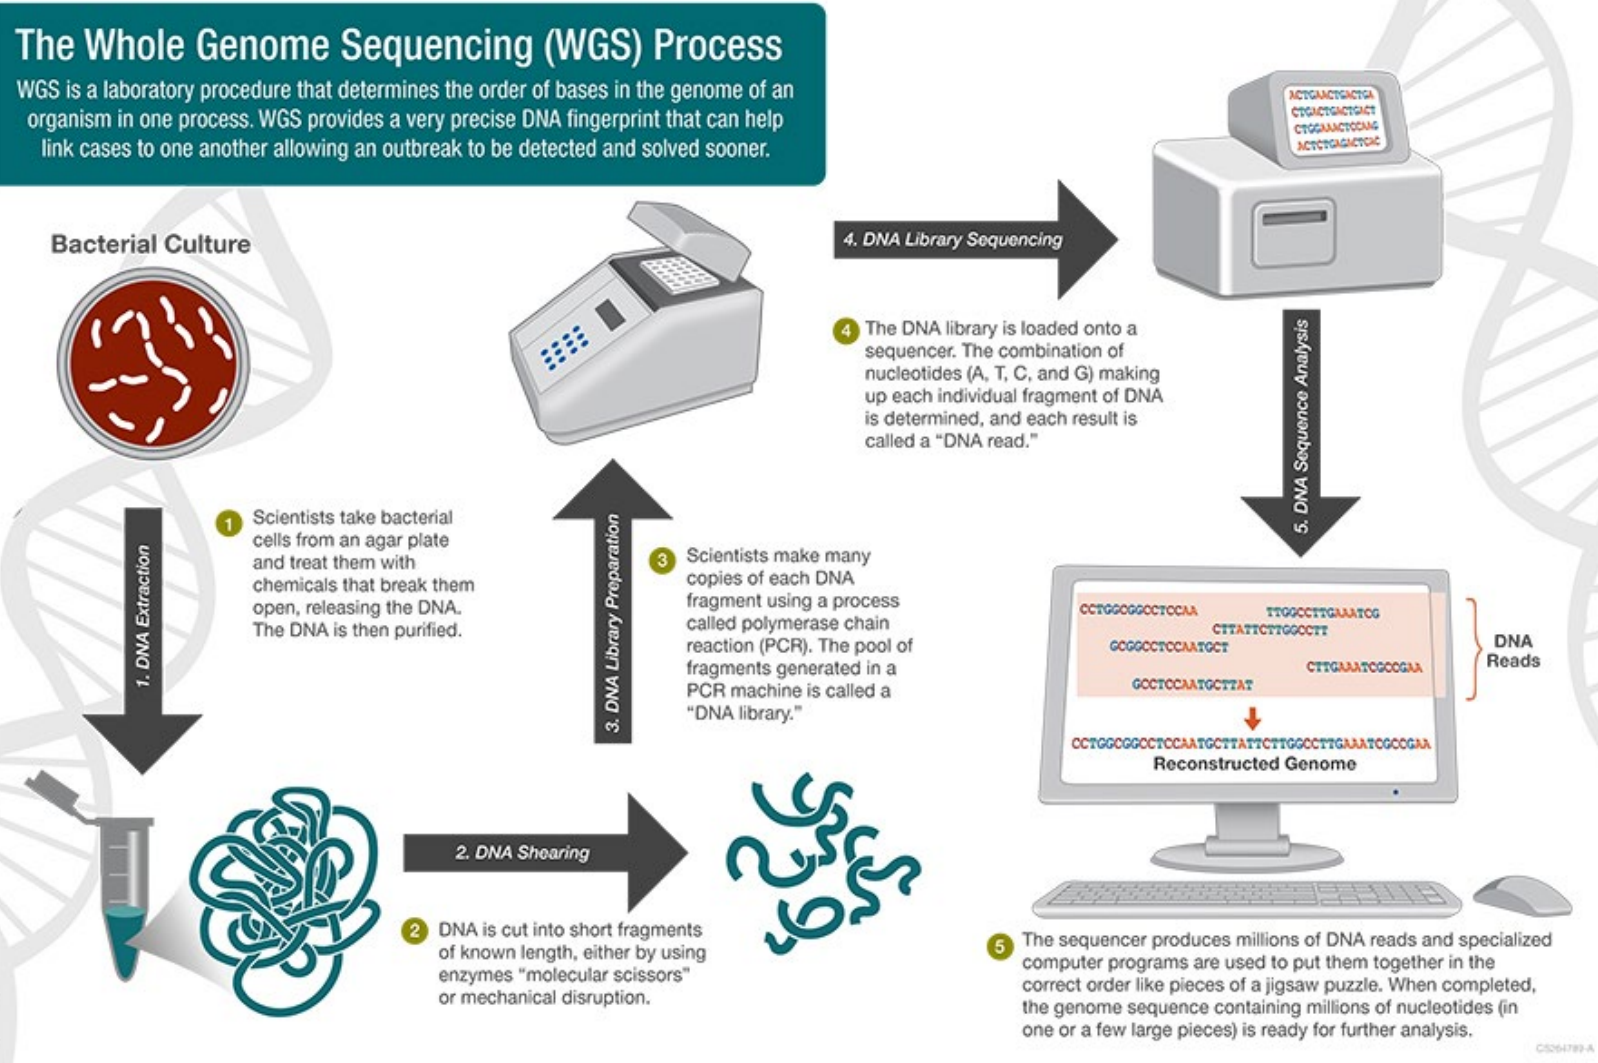 The Whole Genome Sequencing (WGS) Process
WGS is a laboratory procedure that determines the order of bases in the genome of an
organism in one process. WGS provides a very precise DNA fingerprint that can help
link cases to one another allowing an outbreak to be detected and solved sooner.
Bacterial Culture
1. DNA Extraction
1
Scientists take bacterial
cells from an agar plate
and treat them with
chemicals that break them
open, releasing the DNA.
The DNA is then purified.
2. DNA Shearing
2
DNA is cut into short fragments
of known length, either by using
enzymes “molecular scissors”
or mechanical disruption.
3. DNA Library Preparation
3
Scientists make many
copies of each DNA
fragment using a process
called polymerase chain
reaction (PCR). The pool of
fragments generated in a
PCR machine is called a
“DNA library.”
4. DNA Library Sequencing
4
The DNA library is loaded onto a
sequencer. The combination of
nucleotides (A, T, C, and G) making
up each individual fragment of DNA
is determined, and each result is
called a “DNA read.”
ACTGAACTGACTGA
CTGACTGACTGACT
CTGGAAACTCCAAG
ACTCTGAGACTGAC
5. DNA Sequence Analysis
CCTGGCGGCCTCCAA
TTGGCCTTGAAATCG
CTTATTCTTGGCCTT
GCGGCCTCCAATGCT
CTTGAAATCGCCGAA
GCCTCCAATGCTTAT
DNA
Reads
CCTGGCGGCCTCCAATGCTTATTCTTGGCCTTGAAATCGCCGAA
Reconstructed Genome
5
The sequencer produces millions of DNA reads and specialized
computer programs are used to put them together in the
correct order like pieces of a jigsaw puzzle. When completed,
the genome sequence containing millions of nucleotides (in
one or a few large pieces) is ready for further analysis.
CS264789-A